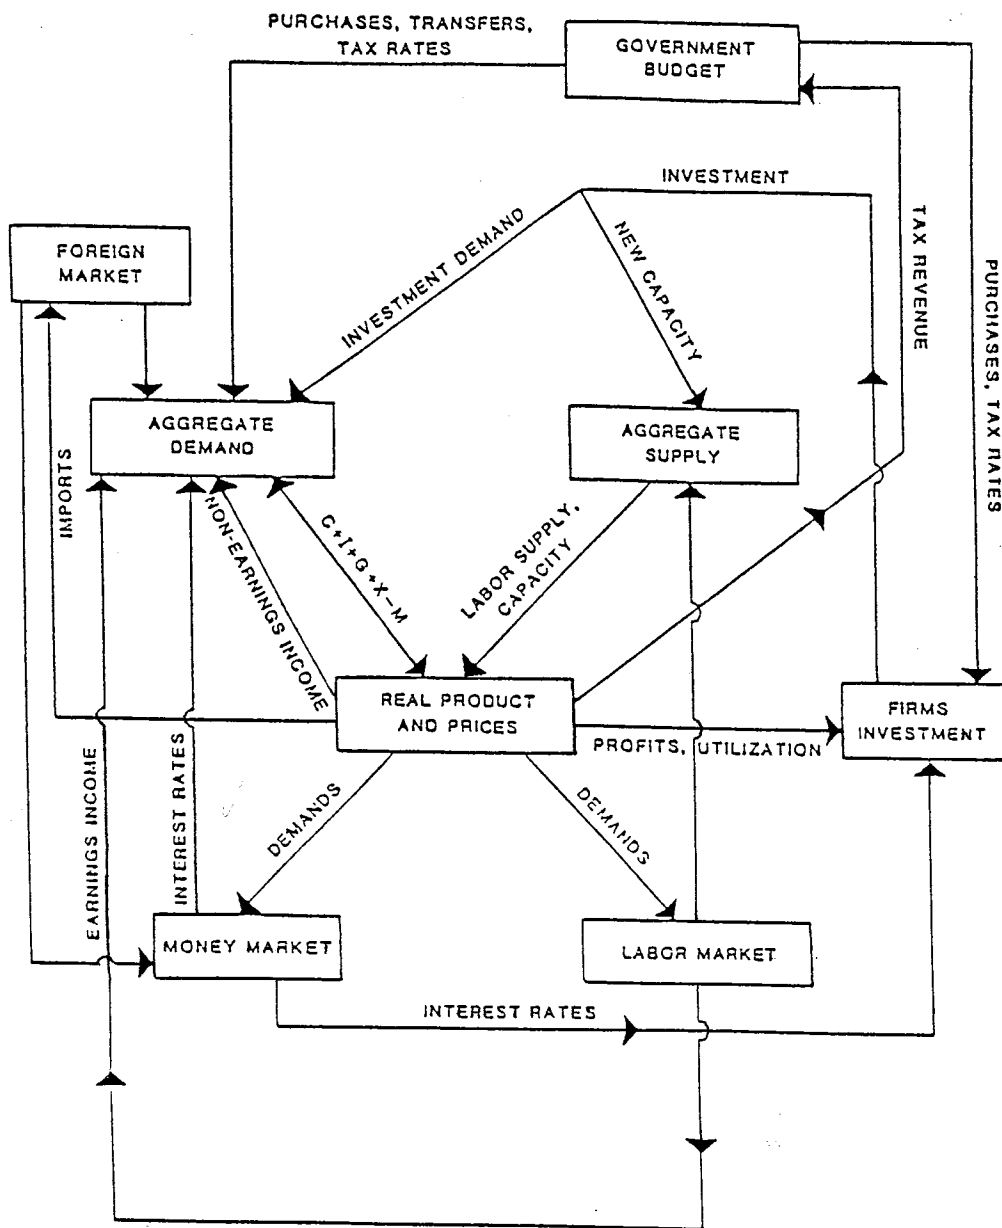 PURCHASES, TRANSFERS,
TAX RATES
GOVERNMENT
BUDGET
INVESTMENT
FOREIGN
MARKET
INVESTMENT DEMAND
NEW CAPACITY
TAX REVENUE
PURCHASES, TAX RATES
AGGREGATE
DEMAND
AGGREGATE
SUPPLY
IMPORTS
NON-EARNINGS INCOME
C+I+G+X-M
LABOR SUPPLY,
CAPACITY
REAL PRODUCT
AND PRICES
FIRMS
INVESTMENT
PROFITS, UTILIZATION
EARNINGS INCOME
INTEREST RATES
DEMANDS
DEMANDS
MONEY MARKET
LABOR MARKET
INTEREST RATES